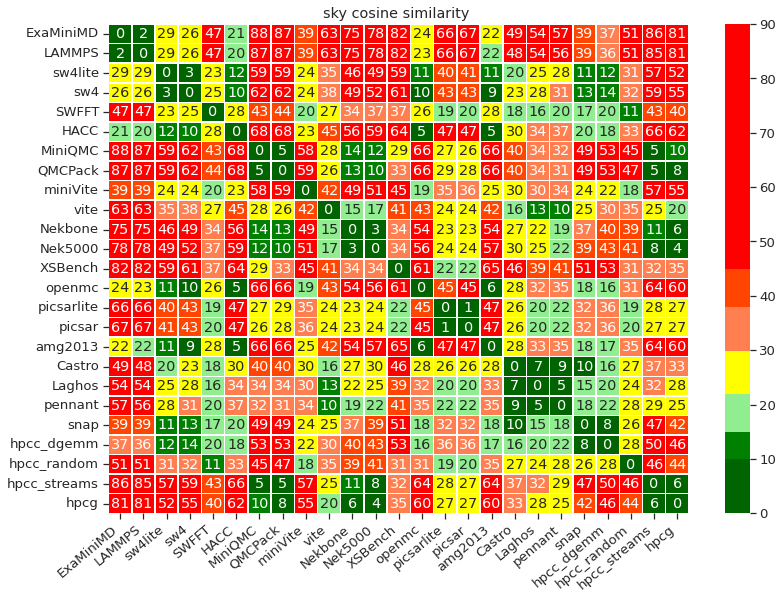 sky cosine similarity
ExaMiniMD 0 2 29 26 47 21 88 87 39 63 75 78 82 24 66 67 22 49 54 57 39 37 51 86 81
LAMMPS 2 0 29 26 47 20 87 87 39 63 75 78 82 23 66 67 22 48 54 56 39 36 51 85 81
sw4lite 29 29 0 3 23 12 59 59 24 35 46 49 59 11 40 41 11 20 25 28 11 12 31 57 52
sw4 26 26 3 0 25 10 62 62 24 38 49 52 61 10 43 43 9 23 28 31 13 14 32 59 55
SWFFT 47 47 23 25 0 28 43 44 20 27 34 37 37 26 19 20 28 18 16 20 17 20 11 43 40
HACC 21 20 12 10 28 0 68 68 23 45 56 59 64 5 47 47 5 30 34 37 20 18 33 66 62
MiniQMC 88 87 59 62 43 68 0 5 58 28 14 12 29 66 27 26 66 40 34 32 49 53 45 5 10
QMCPack 87 87 59 62 44 68 5 0 59 26 13 10 33 66 29 28 66 40 34 31 49 53 47 5 8
miniVite 39 39 24 24 20 23 58 59 0 42 49 51 45 19 35 36 25 30 30 34 24 22 18 57 55
vite 63 63 35 38 27 45 28 26 42 0 15 17 41 43 24 24 42 16 13 10 25 30 35 25 20
Nekbone 75 75 46 49 34 56 14 13 49 15 0 3 34 54 23 23 54 27 22 19 37 40 39 11 6
Nek5000 78 78 49 52 37 59 12 10 51 17 3 0 34 56 24 24 57 30 25 22 39 43 41 8 4
XSBench 82 82 59 61 37 64 29 33 45 41 34 34 0 61 22 22 65 46 39 41 51 53 31 32 35
openmc 24 23 11 10 26 5 66 66 19 43 54 56 61 0 45 45 6 28 32 35 18 16 31 64 60
picsarlite 66 66 40 43 19 47 27 29 35 24 23 24 22 45 0 1 47 26 20 22 32 36 19 28 27
picsar 67 67 41 43 20 47 26 28 36 24 23 24 22 45 1 0 47 26 20 22 32 36 20 27 27
amg2013 22 22 11 9 28 5 66 66 25 42 54 57 65 6 47 47 0 28 33 35 18 17 35 64 60
Castro 49 48 20 23 18 30 40 40 30 16 27 30 46 28 26 26 28 0 7 9 10 16 27 37 33
Laghos 54 54 25 28 16 34 34 34 30 13 22 25 39 32 20 20 33 7 0 5 15 20 24 32 28
pennant 57 56 28 31 20 37 32 31 34 10 19 22 41 35 22 22 35 9 5 0 18 22 28 29 25
snap 39 39 11 13 17 20 49 49 24 25 37 39 51 18 32 32 18 10 15 18 0 8 26 47 42
hpcc_dgemm 37 36 12 14 20 18 53 53 22 30 40 43 53 16 36 36 17 16 20 22 8 0 28 50 46
hpcc_random 51 51 31 32 11 33 45 47 18 35 39 41 31 31 19 20 35 27 24 28 26 28 0 46 44
hpcc_streams 86 85 57 59 43 66 5 5 57 25 11 8 32 64 28 27 64 37 32 29 47 50 46 0 6
hpcg 81 81 52 55 40 62 10 8 55 20 6 4 35 60 27 27 60 33 28 25 42 46 44 6 0
ExaMiniMD
LAMMPS
sw4lite
sw4
SWFFT
HACC
MiniQMC
QMCPack
miniVite
vite
Nekbone
Nek5000
XSBench
openmc
picsarlite
picsar
amg2013
Castro
Laghos
pennant
snap
hpcc_dgemm
hpcc_random
hpcc_streams
hpcg
90
80
70
60
50
40
30
20
10
0